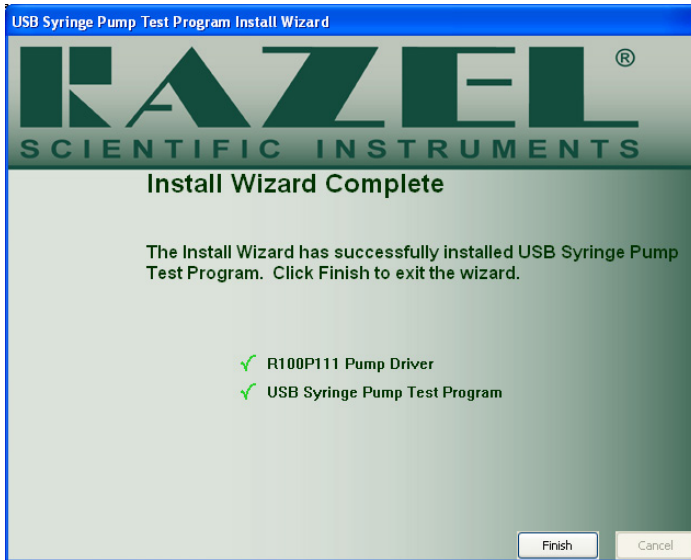 USB Syringe Pump Test Program Install Wizard
RAZEL®
SCIENTIFIC INSTRUMENTS
Install Wizard Complete
The Install Wizard has successfully installed USB Syringe Pump
Test Program. Click Finish to exit the wizard.
R100P111 Pump Driver
USB Syringe Pump Test Program
Finish Cancel